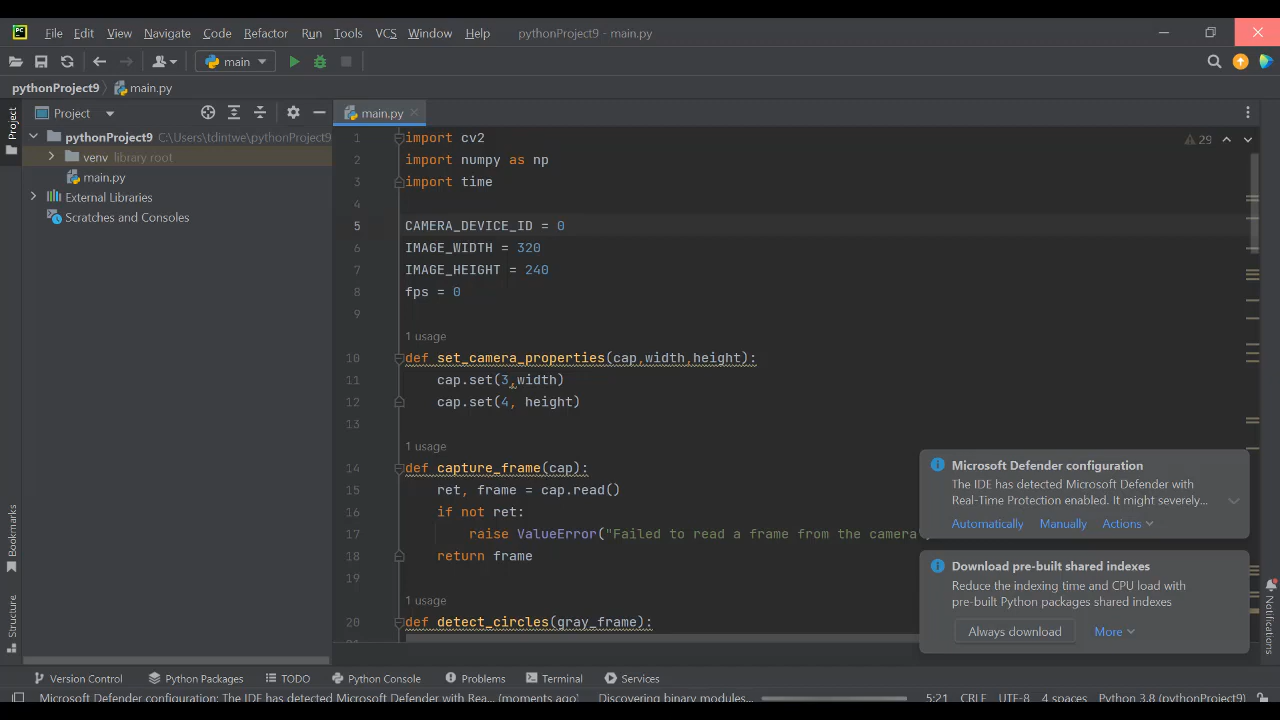 PC File Edit View Navigate Code Refactor Run Tools VCS Window Help pythonProject9 - main.py
main
pythonProject9 main.py
Project
Project
main.py
pythonProject9 C:\Users\tdintwe\pythonProject9
venv library root
main.py
External Libraries
Scratches and Consoles
29
1 import cv2
2 import numpy as np
3 import time
4
5 CAMERA_DEVICE_ID = 0
6 IMAGE_WIDTH = 320
7 IMAGE_HEIGHT = 240
8 fps = 0
9
1 usage
10 def set_camera_properties(cap,width,height):
11 cap.set(3,width)
12 cap.set(4, height)
13
1 usage
14 def capture_frame(cap):
15 ret, frame = cap.read()
16 if not ret:
17 raise ValueError("Failed to read a frame from the camera
18 return frame
19
1 usage
20 def detect_circles(gray_frame):
Microsoft Defender configuration
The IDE has detected Microsoft Defender with
Real-Time Protection enabled. It might severely...
Automatically Manually Actions
Download pre-built shared indexes
Reduce the indexing time and CPU load with
pre-built Python packages shared indexes
Always download More
Bookmarks
Structure
Notifications
Version Control Python Packages TODO Python Console Problems Terminal Services
Microsoft Defender configuration: The IDE has detected Microsoft Defender with Rea... (moments ago) Discovering binary modules... 5:21 CRLF UTF-8 4 spaces Python 3.8 (pythonProject9)